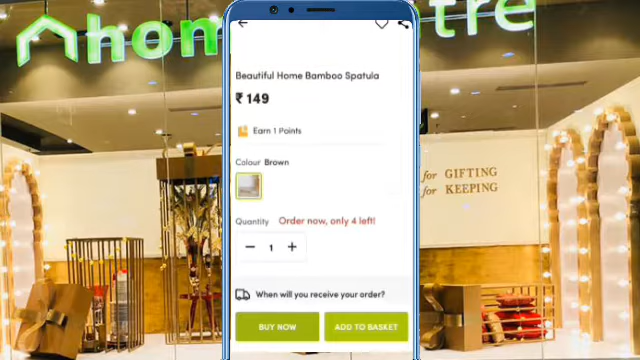 home
tre
Beautiful Home Bamboo Spatula
₹ 149
Earn 1 Points
Colour Brown
Quantity Order now, only 4 left!
− 1 +
When will you receive your order?
BUY NOW ADD TO BASKET
for GIFTING
for KEEPING